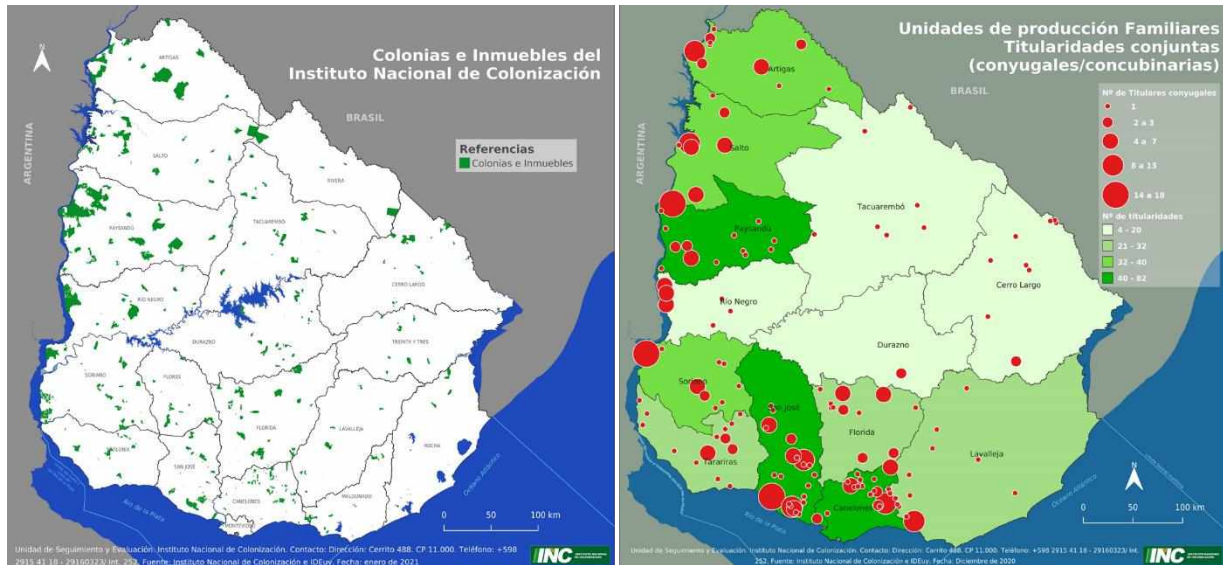 Colonias e Inmuebles del
Instituto Nacional de Colonización
N
ARTIGAS
BRASIL
ARGENTINA
Referencias
Colonias e Inmuebles
SALTO
RIVERA
TACUAREMBÓ
PAYSANDÚ
CERRO LARGO
RÍO NEGRO
DURAZNO
TREINTA Y TRES
SORIANO
FLORES
FLORIDA
LAVALLEJA
ROCHA
COLONIA
SAN JOSÉ
CANELONES
MALDONADO
MONTEVIDEO
Río de la Plata
Océano Atlántico
0 50 100 km
Unidad de Seguimiento y Evaluación. Instituto Nacional de Colonización. Contacto: Dirección: Cerrito 488. CP 11.000. Teléfono: +598
2915 41 18 - 29160323/ Int. 252. Fuente: Instituto Nacional de Colonización e IDEuy. Fecha: enero de 2021
INC
INSTITUTO NACIONAL
DE COLONIZACIÓN
Unidades de producción Familiares
Titularidades conjuntas
(conyugales/concubinarias)
Nº de Titulares conyugales
1
2 a 3
4 a 7
8 a 13
14 a 18
Nº de titularidades
4 - 20
21 - 32
32 - 40
40 - 82
BRASIL
ARGENTINA
Artigas
Salto
Tacuarembó
Paysandú
Cerro Largo
Río Negro
Durazno
Soriano
San José
Florida
Tarariras
Lavalleja
Canelones
N
Río de la Plata
Océano Atlántico
0 50 100 km
Unidad de Seguimiento y Evaluación. Instituto Nacional de Colonización. Contacto: Dirección: Cerrito 488. CP 11.000. Teléfono: +598 2915 41 18 - 29160323/ Int.
252. Fuente: Instituto Nacional de Colonización e IDEuy. Fecha: Diciembre de 2020
INC
INSTITUTO NACIONAL
DE COLONIZACIÓN